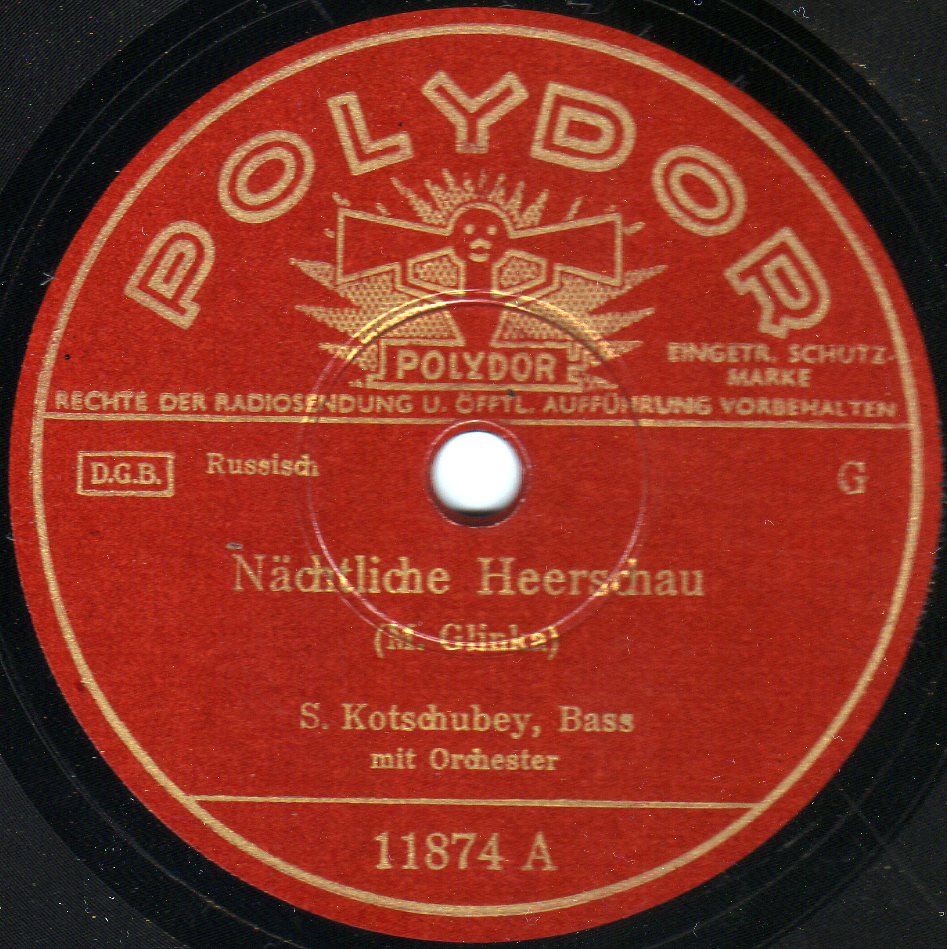 POLYDOR
POLYDOR
EINGETR. SCHUTZ-
MARKE
RECHTE DER RADIOSENDUNG U. ÖFFTL. AUFFÜHRUNG VORBEHALTEN
D.G.B. Russisch G
Nächtliche Heerschau
(M. Glinka)
S. Kotschubey, Bass
mit Orchester
11874 A